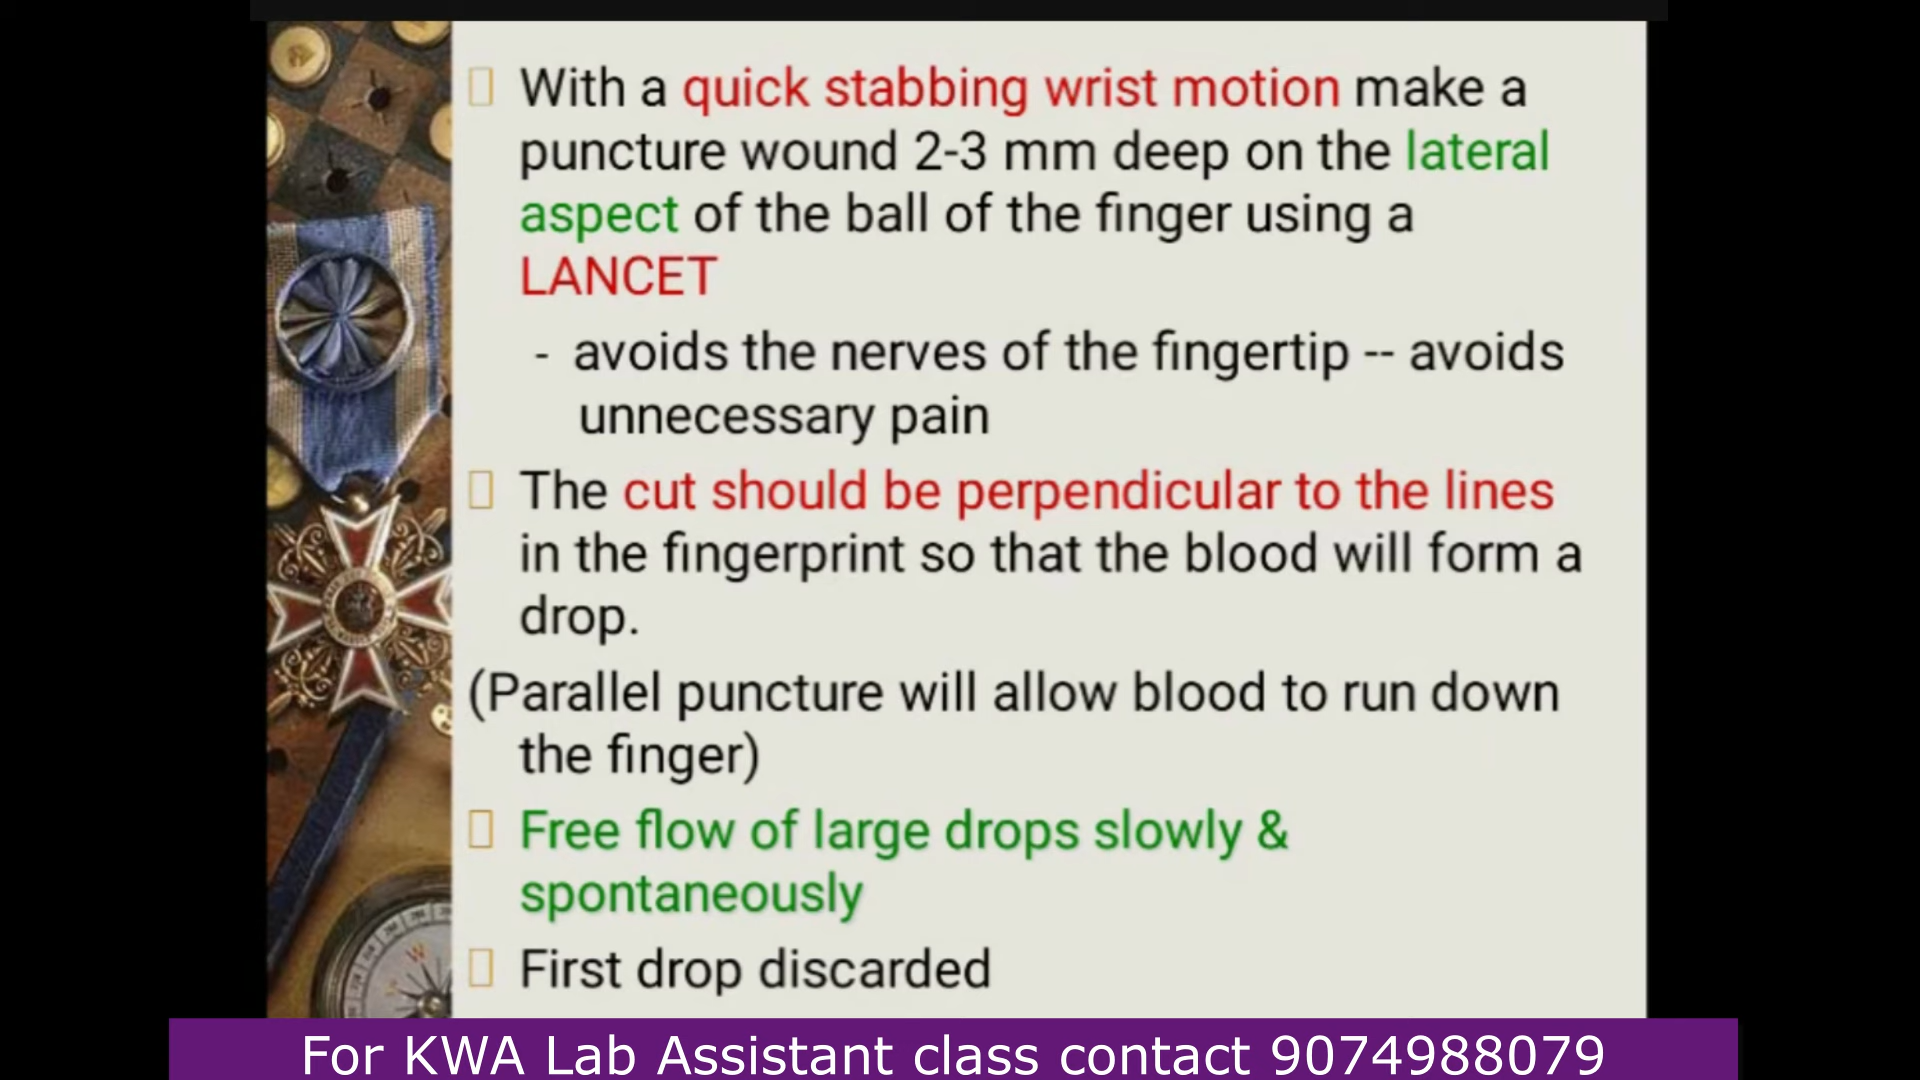 With a quick stabbing wrist motion make a
puncture wound 2-3 mm deep on the lateral
aspect of the ball of the finger using a
LANCET
- avoids the nerves of the fingertip -- avoids
unnecessary pain
The cut should be perpendicular to the lines
in the fingerprint so that the blood will form a
drop.
(Parallel puncture will allow blood to run down
the finger)
Free flow of large drops slowly &
spontaneously
First drop discarded
For KWA Lab Assistant class contact 9074988079